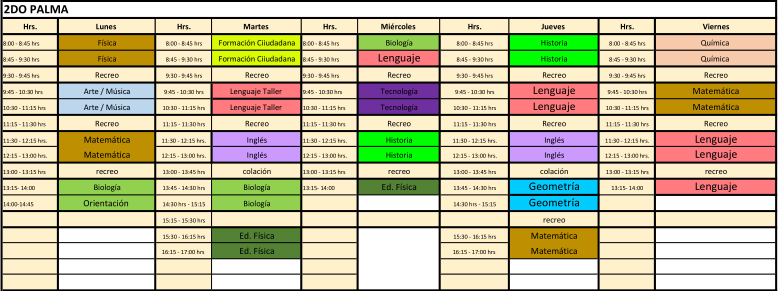 2DO PALMA
Hrs. Lunes Hrs. Martes Hrs. Miércoles Hrs. Jueves Hrs. Viernes
8:00 - 8:45 hrs Física 8:00 - 8:45 hrs Formación Ciiudadana 8:00 - 8:45 hrs Biología 8:00 - 8:45 hrs Historia 8:00 - 8:45 hrs Química
8:45 - 9:30 hrs Física 8:45 - 9:30 hrs Formación Ciiudadana 8:45 - 9:30 hrs Lenguaje 8:45 - 9:30 hrs Historia 8:45 - 9:30 hrs Química
9:30 - 9:45 hrs Recreo 9:30 - 9:45 hrs Recreo 9:30 - 9:45 hrs Recreo 9:30 - 9:45 hrs Recreo 9:30 - 9:45 hrs Recreo
9:45 - 10:30 hrs Arte / Música 9:45 - 10:30 hrs Lenguaje Taller 9:45 - 10:30 hrs Tecnología 9:45 - 10:30 hrs Lenguaje 9:45 - 10:30 hrs Matemática
10:30 - 11:15 hrs Arte / Música 10:30 - 11:15 hrs Lenguaje Taller 10:30 - 11:15 hrs Tecnología 10:30 - 11:15 hrs Lenguaje 10:30 - 11:15 hrs Matemática
11:15 - 11:30 hrs Recreo 11:15 - 11:30 hrs Recreo 11:15 - 11:30 hrs Recreo 11:15 - 11:30 hrs Recreo 11:15 - 11:30 hrs Recreo
11:30 - 12:15 hrs. Matemática 11:30 - 12:15 hrs. Inglés 11:30 - 12:15 hrs. Historia 11:30 - 12:15 hrs. Inglés 11:30 - 12:15 hrs. Lenguaje
12:15 - 13:00 hrs. Matemática 12:15 - 13:00 hrs. Inglés 12:15 - 13:00 hrs. Historia 12:15 - 13:00 hrs. Inglés 12:15 - 13:00 hrs. Lenguaje
13:00 - 13:15 hrs recreo 13:00 - 13:45 hrs colación 13:00 - 13:15 hrs recreo 13:00 - 13:45 hrs colación 13:00 - 13:15 hrs recreo
13:15- 14:00 Biología 13:45 - 14:30 hrs Biología 13:15- 14:00 Ed. Física 13:45 - 14:30 hrs Geometría 13:15- 14:00 Lenguaje
14:00-14:45 Orientación 14:30 hrs - 15:15 Biología 14:30 hrs - 15:15 Geometría
15:15 - 15:30 hrs recreo
15:30 - 16:15 hrs Ed. Física 15:30 - 16:15 hrs Matemática
16:15 - 17:00 hrs Ed. Física 16:15 - 17:00 hrs Matemática